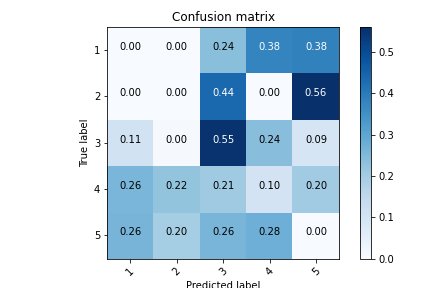 Confusion matrix
True label
1 0.00 0.00 0.24 0.38 0.38
2 0.00 0.00 0.44 0.00 0.56
3 0.11 0.00 0.55 0.24 0.09
4 0.26 0.22 0.21 0.10 0.20
5 0.26 0.20 0.26 0.28 0.00
1 2 3 4 5
Predicted label
0.5
0.4
0.3
0.2
0.1
0.0